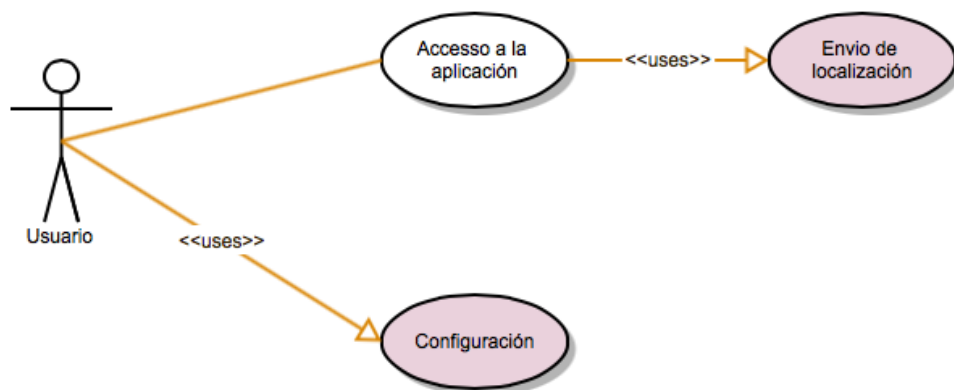 Accesso a la
aplicación
<<uses>>
Envio de
localización
Usuario
<<uses>>
Configuración